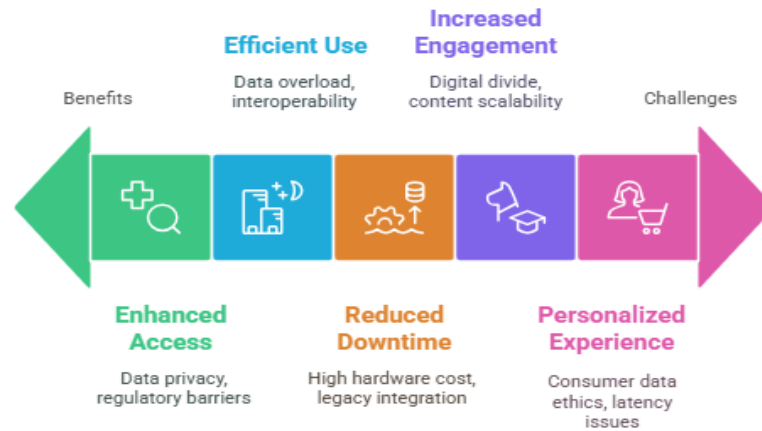 Increased
Engagement
Efficient Use
Data overload,
interoperability
Digital divide,
content scalability
Benefits
Challenges
Enhanced
Access
Data privacy,
regulatory barriers
Reduced
Downtime
High hardware cost,
legacy integration
Personalized
Experience
Consumer data
ethics, latency
issues